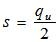 s = q_u / 2